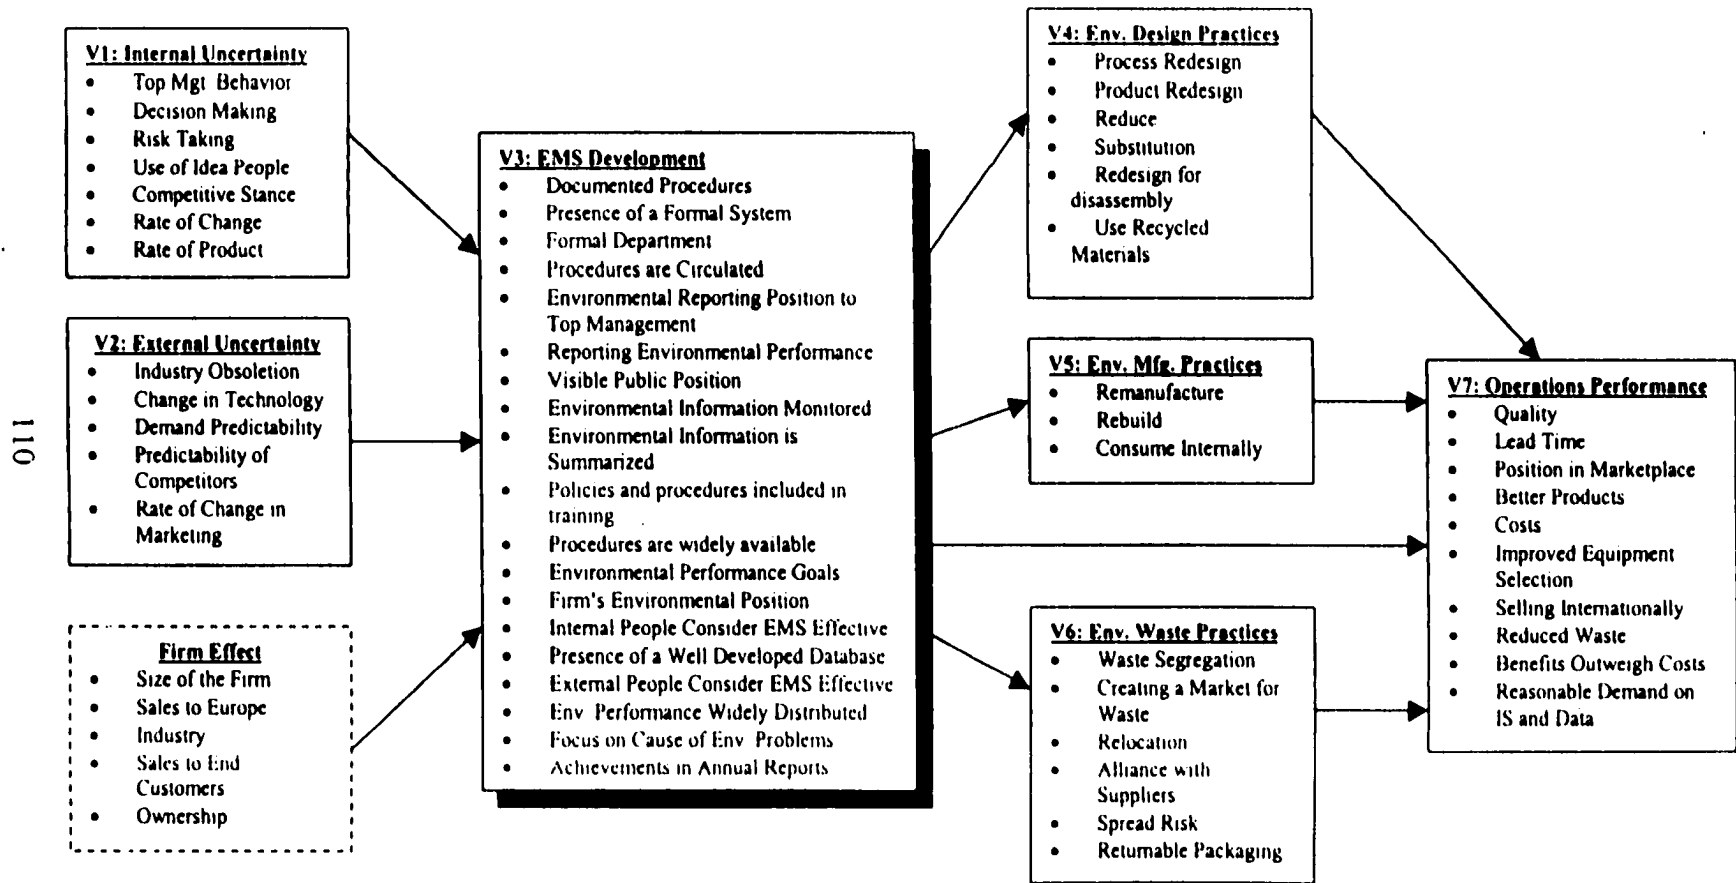 V1: Internal Uncertainty
• Top Mgt Behavior
• Decision Making
• Risk Taking
• Use of Idea People
• Competitive Stance
• Rate of Change
• Rate of Product
V2: External Uncertainty
• Industry Obsoletion
• Change in Technology
• Demand Predictability
• Predictability of
Competitors
• Rate of Change in
Marketing
Firm Effect
• Size of the Firm
• Sales to Europe
• Industry
• Sales to End
Customers
• Ownership
V3: EMS Development
• Documented Procedures
• Presence of a Formal System
• Formal Department
• Procedures are Circulated
• Environmental Reporting Position to
Top Management
• Reporting Environmental Performance
• Visible Public Position
• Environmental Information Monitored
• Environmental Information is
Summarized
• Policies and procedures included in
training
• Procedures are widely available
• Environmental Performance Goals
• Firm's Environmental Position
• Internal People Consider EMS Effective
• Presence of a Well Developed Database
• External People Consider EMS Effective
• Env Performance Widely Distributed
• Focus on Cause of Env Problems
• Achievements in Annual Reports
V4: Env. Design Practices
• Process Redesign
• Product Redesign
• Reduce
• Substitution
• Redesign for
disassembly
• Use Recycled
Materials
V5: Env. Mfg. Practices
• Remanufacture
• Rebuild
• Consume Internally
V6: Env. Waste Practices
• Waste Segregation
• Creating a Market for
Waste
• Relocation
• Alliance with
Suppliers
• Spread Risk
• Returnable Packaging
V7: Operations Performance
• Quality
• Lead Time
• Position in Marketplace
• Better Products
• Costs
• Improved Equipment
Selection
• Selling Internationally
• Reduced Waste
• Benefits Outweigh Costs
• Reasonable Demand on
IS and Data
110